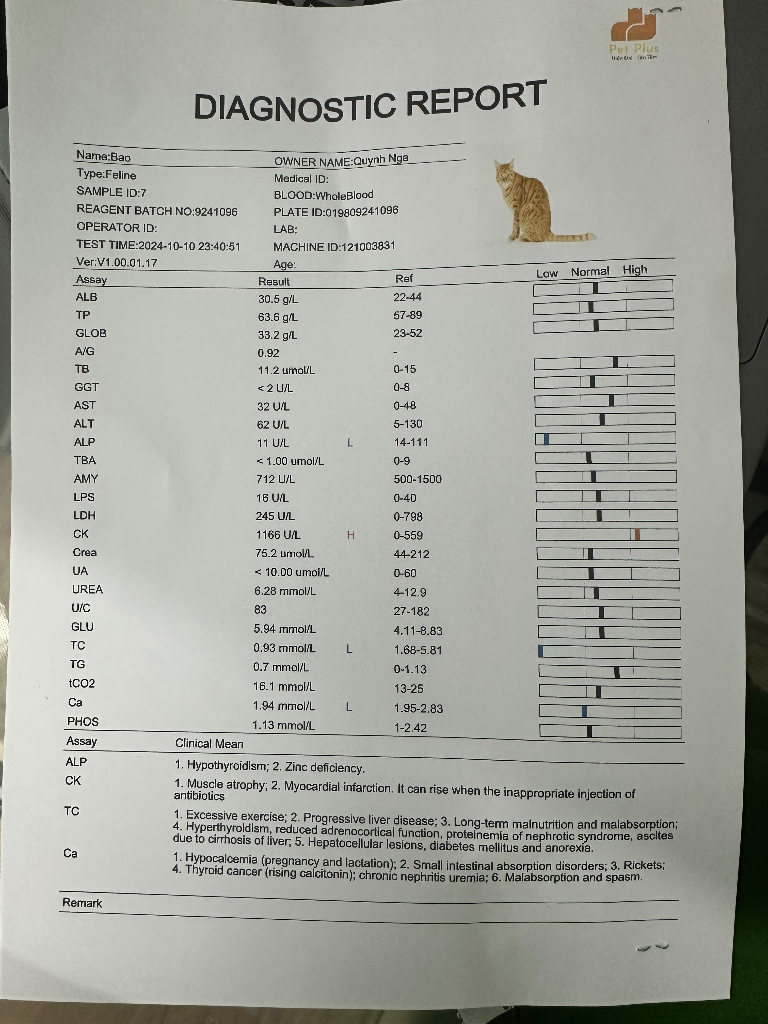 Pet Plus
DIAGNOSTIC REPORT
Name:Bao OWNER NAME:Quynh Nga
Type:Feline Medical ID:
SAMPLE ID:7 BLOOD:WholeBlood
REAGENT BATCH NO:9241096 PLATE ID:019809241096
OPERATOR ID: LAB:
TEST TIME:2024-10-10 23:40:51 MACHINE ID:121003831
Ver:V1.00.01.17 Age:
Assay Result Ref Low Normal High
ALB 30.5 g/L 22-44
TP 63.6 g/L 57-89
GLOB 33.2 g/L 23-52
A/G 0.92 -
TB 11.2 umol/L 0-15
GGT < 2 U/L 0-8
AST 32 U/L 0-48
ALT 62 U/L 5-130
ALP 11 U/L L 14-111
TBA < 1.00 umol/L 0-9
AMY 712 U/L 500-1500
LPS 16 U/L 0-40
LDH 245 U/L 0-798
CK 1166 U/L H 0-559
Crea 75.2 umol/L 44-212
UA < 10.00 umol/L 0-60
UREA 6.28 mmol/L 4-12.9
U/C 83 27-182
GLU 5.94 mmol/L 4.11-8.83
TC 0.93 mmol/L L 1.68-5.81
TG 0.7 mmol/L 0-1.13
tCO2 16.1 mmol/L 13-25
Ca 1.94 mmol/L L 1.95-2.83
PHOS 1.13 mmol/L 1-2.42
Assay Clinical Mean
ALP 1. Hypothyroidism; 2. Zinc deficiency.
CK 1. Muscle atrophy; 2. Myocardial infarction. It can rise when the inappropriate injection of
antibiotics
TC 1. Excessive exercise; 2. Progressive liver disease; 3. Long-term malnutrition and malabsorption;
4. Hyperthyroldism, reduced adrenocortical function, proteinemia of nephrotic syndrome, ascites
due to cirrhosis of liver; 5. Hepatocellular lesions, diabetes mellitus and anorexia.
Ca 1. Hypocalcemia (pregnancy and lactation); 2. Small intestinal absorption disorders; 3. Rickets;
4. Thyroid cancer (rising calcitonin); chronic nephritis uremia; 6. Malabsorption and spasm.
Remark